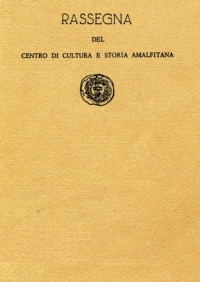 RASSEGNA
DEL
CENTRO DI CULTURA E STORIA AMALFITANA